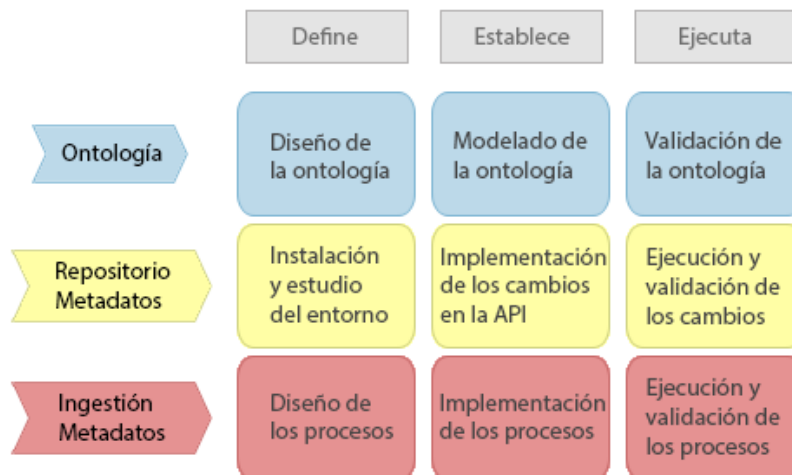 Define
Establece
Ejecuta
Ontología
Diseño de
la ontología
Modelado de
la ontología
Validación de
la ontología
Repositorio
Metadatos
Instalación
y estudio
del entorno
Implementación
de los cambios
en la API
Ejecución y
validación de
los cambios
Ingestión
Metadatos
Diseño de
los procesos
Implementación
de los procesos
Ejecución y
validación de
los procesos